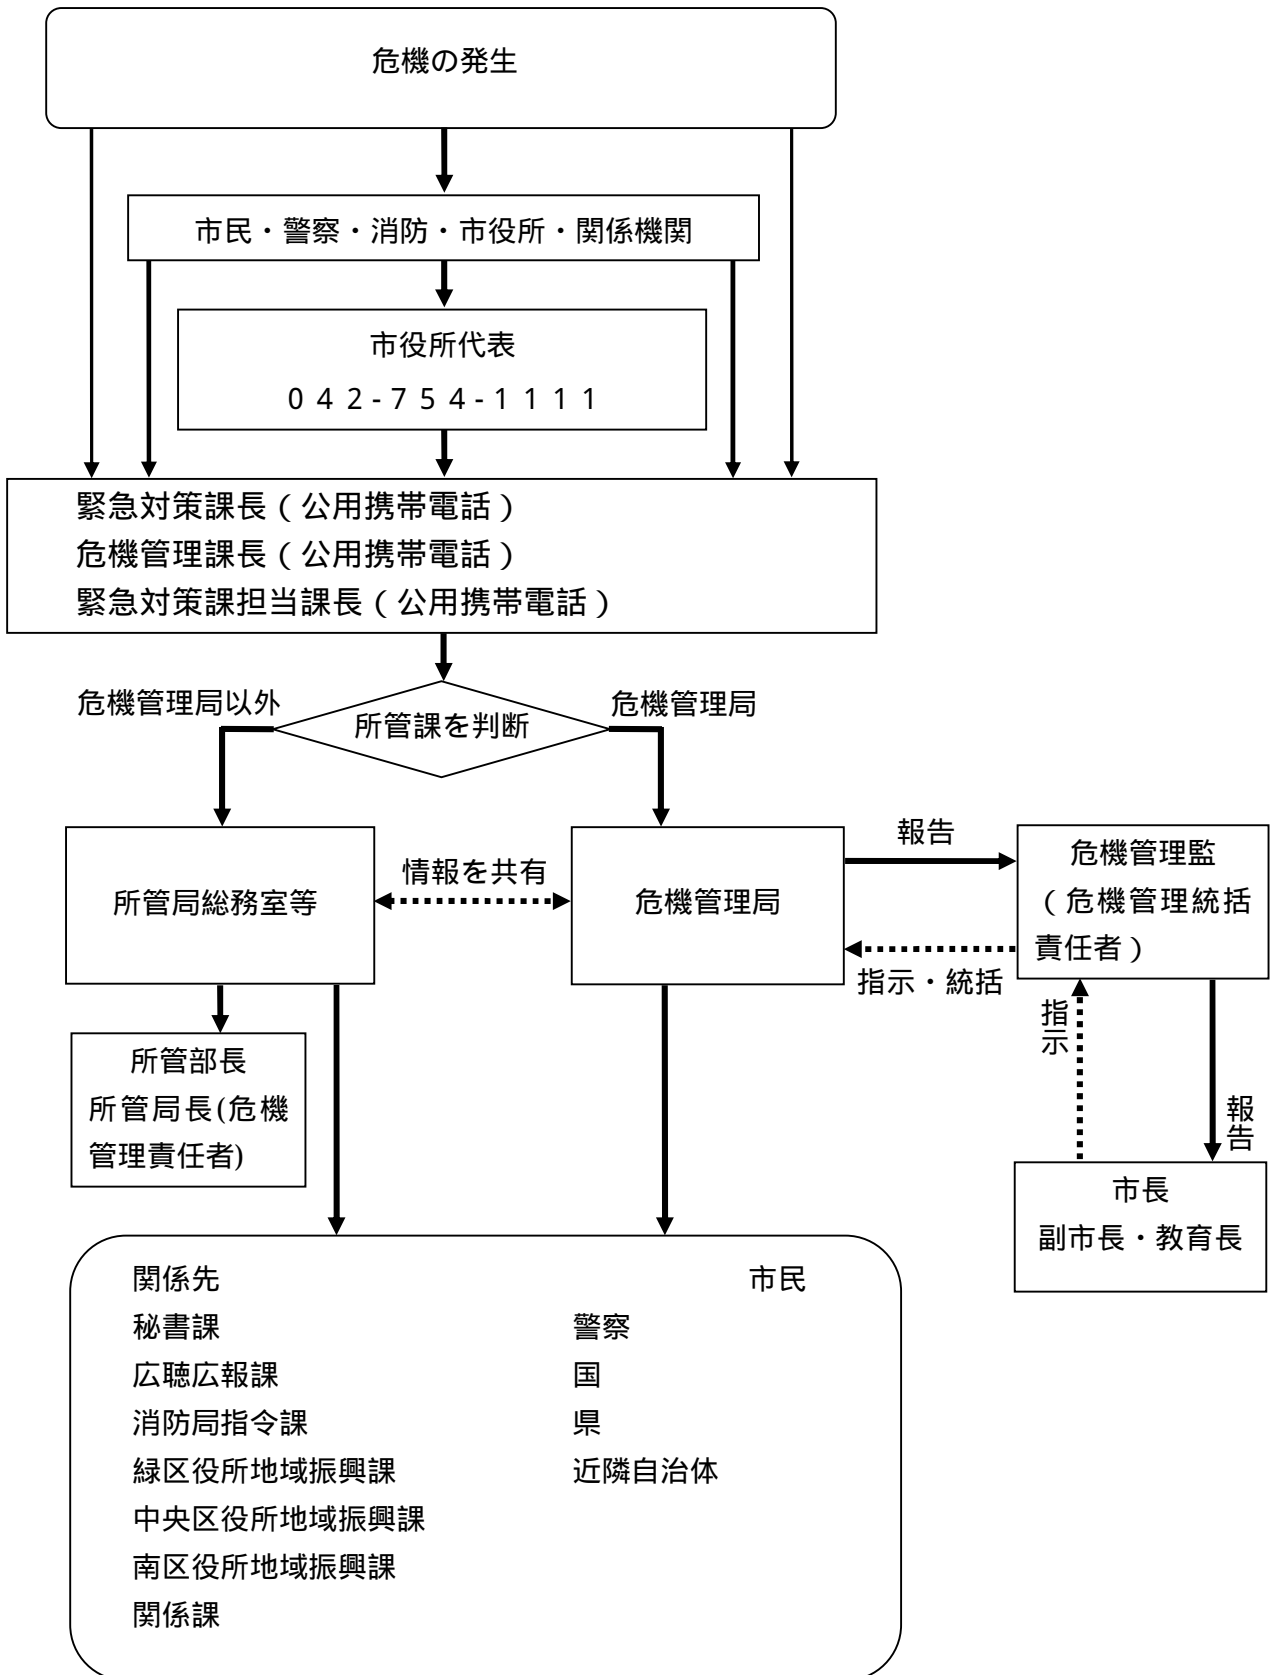 危機の発生
市民・警察・消防・市役所・関係機関
市役所代表
０４２-７５４-１１１１
緊急対策課長（公用携帯電話）
危機管理課長（公用携帯電話）
緊急対策課担当課長（公用携帯電話）
危機管理局以外
所管課を判断
危機管理局
所管局総務室等
情報を共有
危機管理局
報告
指示・統括
危機管理監
（危機管理統括
責任者）
所管部長
所管局長(危機
管理責任者)
指示
報告
市長
副市長・教育長
関係先 市民
秘書課 警察
広聴広報課 国
消防局指令課 県
緑区役所地域振興課 近隣自治体
中央区役所地域振興課
南区役所地域振興課
関係課